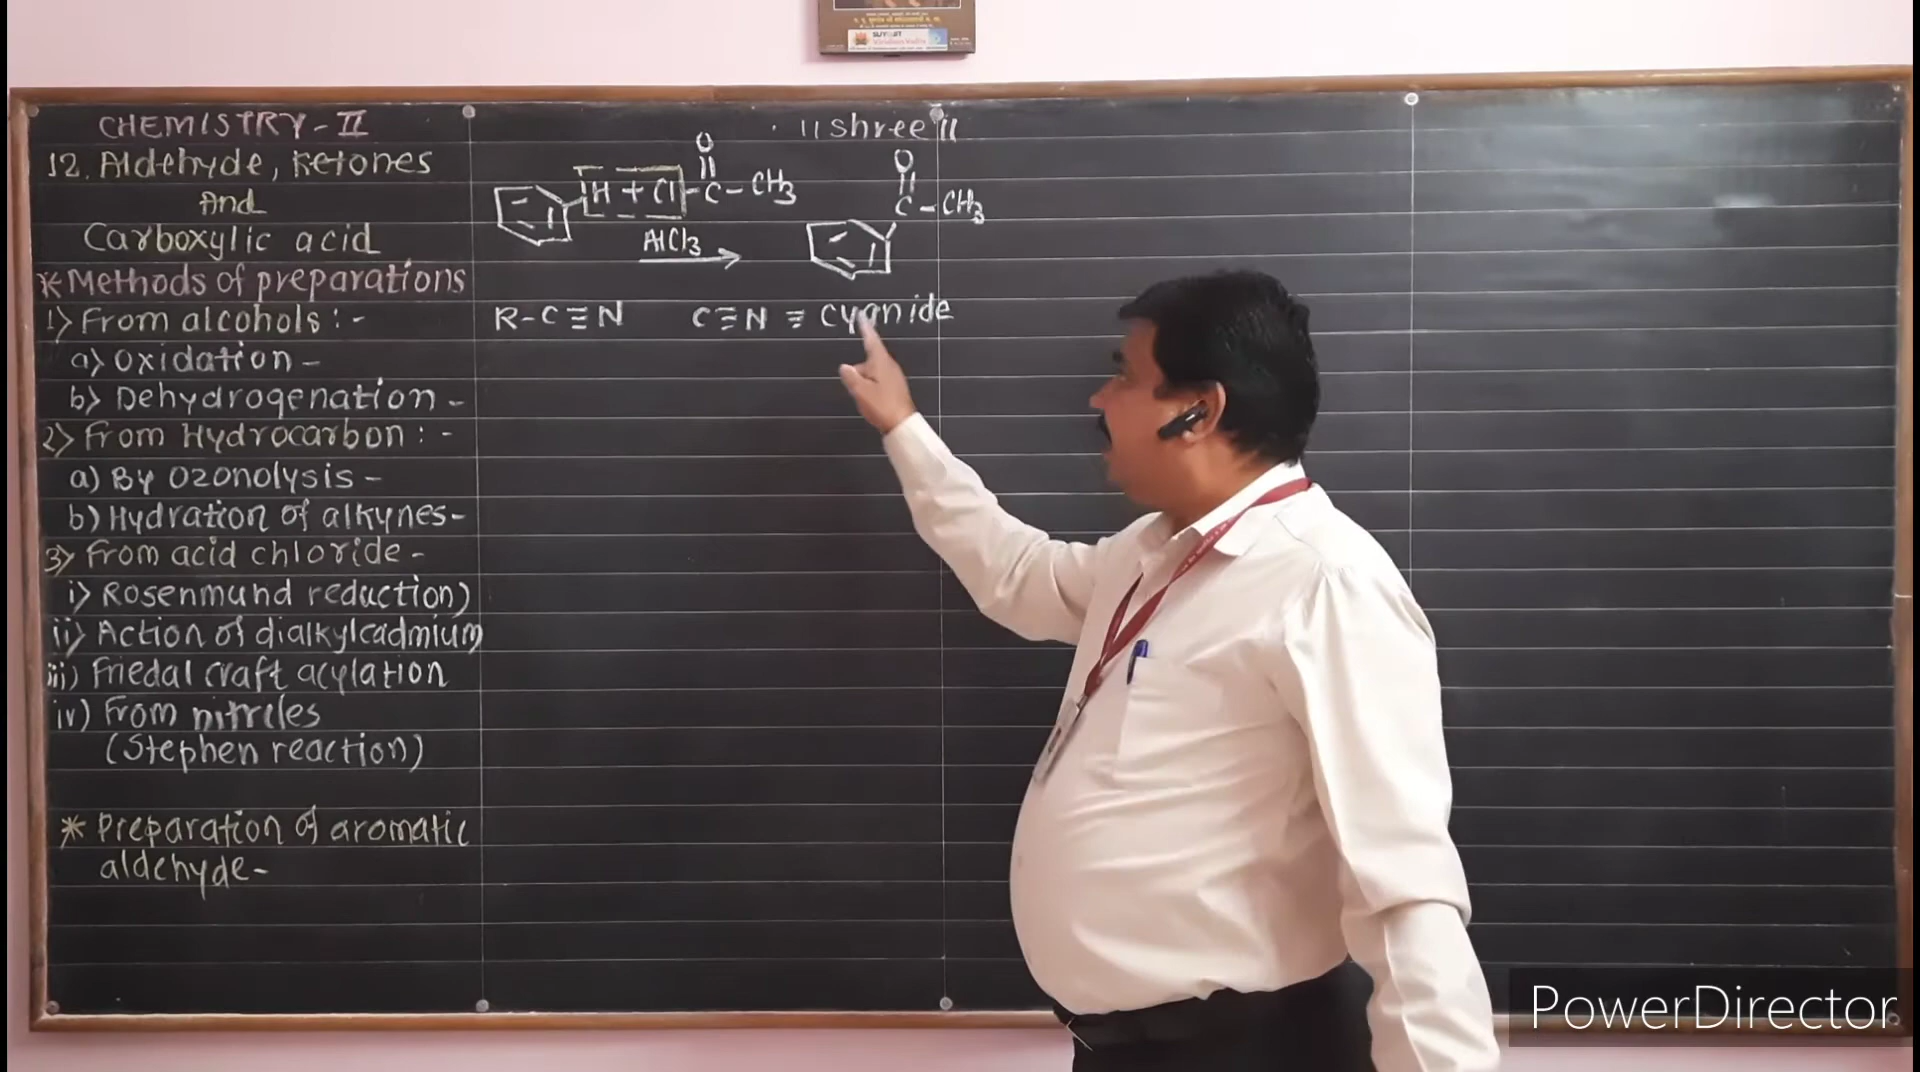 CHEMISTRY-II
12. Aldehyde, Ketones
And
Carboxylic acid
* Methods of preparations
1) From alcohols:-
a) Oxidation -
b) Dehydrogenation -
2) From Hydrocarbon:-
a) By Ozonolysis -
b) Hydration of alkynes-
3) From acid chloride -
i) Rosenmund reduction)
ii) Action of dialkylcadmium
iii) Friedal craft acylation
iv) From nitriles
(Stephen reaction)
* Preparation of aromatic
aldehyde-
|| shree ||
O
||
H + Cl - C - CH3
AlCl3
O
||
C - CH3
R-C≡N C≡N = Cyanide
PowerDirector